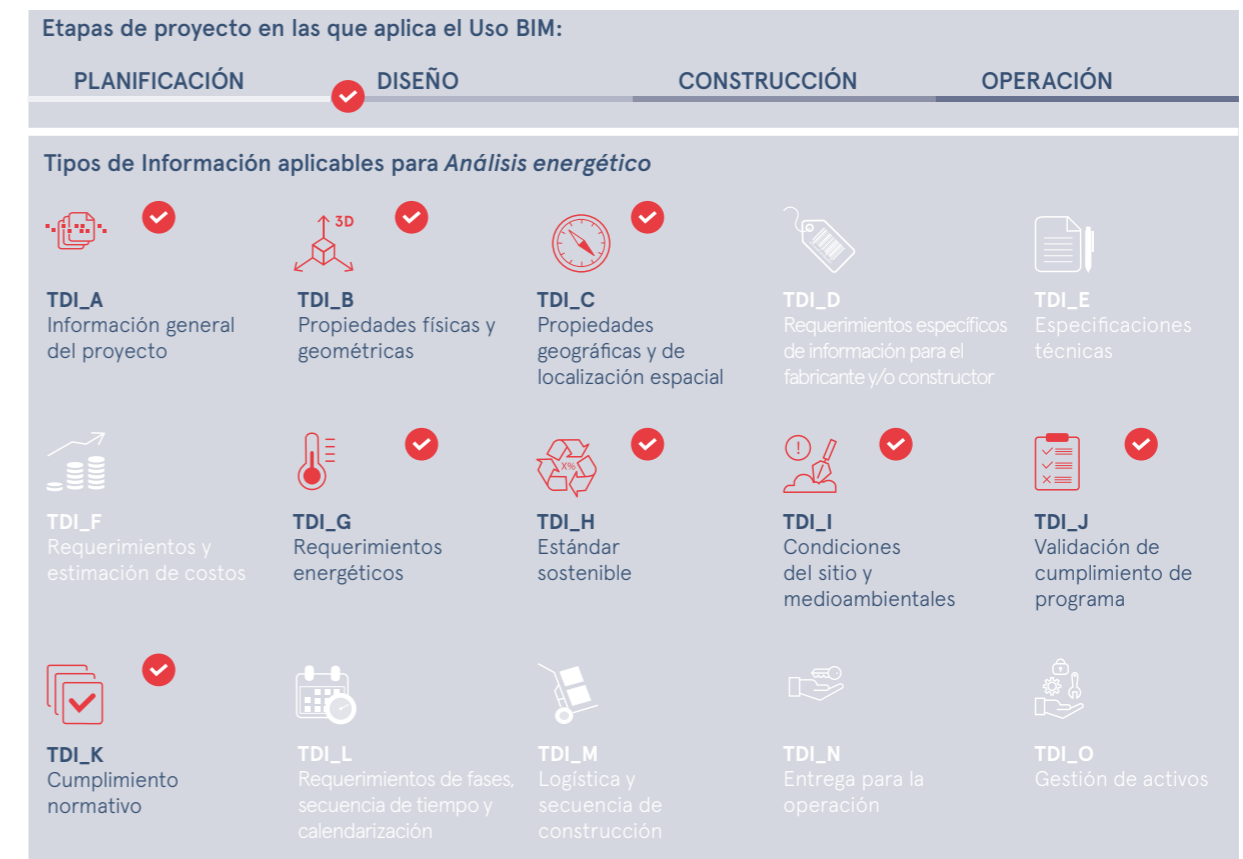 Etapas de proyecto en las que aplica el Uso BIM:
PLANIFICACIÓN
DISEÑO
CONSTRUCCIÓN
OPERACIÓN
Tipos de Información aplicables para Análisis energético
3D
TDI_A
Información general
del proyecto
TDI_B
Propiedades físicas y
geométricas
TDI_C
Propiedades
geográficas y de
localización espacial
TDI_D
Requerimientos específicos
de información para el
fabricante y/o constructor
TDI_E
Especificaciones
técnicas
TDI_F
Requerimientos y
estimación de costos
TDI_G
Requerimientos
energéticos
X%
TDI_H
Estándar
sostenible
!
TDI_I
Condiciones
del sitio y
medioambientales
TDI_J
Validación de
cumplimiento de
programa
TDI_K
Cumplimiento
normativo
TDI_L
Requerimientos de fases,
secuencia de tiempo y
calendarización
TDI_M
Logística y
secuencia de
construcción
TDI_N
Entrega para la
operación
TDI_O
Gestión de activos